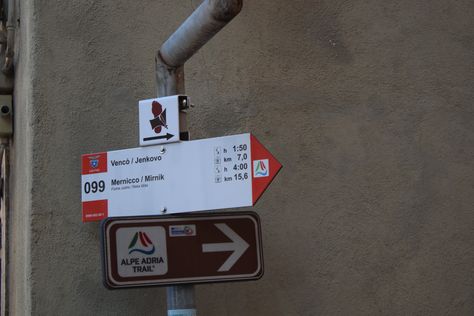 Vencò / Jenkovo
h 1:50
km 7,0
099
Mernicco / Mirnik
h 4:00
km 15,6
ALPE ADRIA
TRAIL